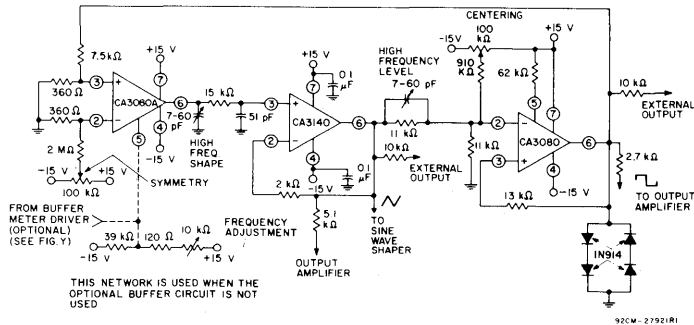 CENTERING
-15 V
100
kΩ
+15 V
7.5 kΩ
+15 V
+15 V
0.1
μF
HIGH
FREQUENCY
LEVEL
7-60
pF
910
KΩ
62 kΩ
10 kΩ
EXTERNAL
OUTPUT
360 Ω
360 Ω
3
2
+
−
CA3080A
7
6
4
5
-15 V
15 kΩ
7-60
pF
51 pF
HIGH
FREQ
SHAPE
3
+
−
2
CA3140
7
6
4
0.1
μF
-15 V
11 kΩ
10kΩ
EXTERNAL
OUTPUT
11 kΩ
2
−
+
3
CA3080
5
7
6
4
-15 V
2.7 kΩ
TO OUTPUT
AMPLIFIER
13 kΩ
2 MΩ
-15 V
+15 V
100 kΩ
SYMMETRY
2 kΩ
5.1
kΩ
OUTPUT
AMPLIFIER
TO
SINE
WAVE
SHAPER
1N914
FROM BUFFER
METER DRIVER
(OPTIONAL)
(SEE FIG.Y)
FREQUENCY
ADJUSTMENT
39 kΩ
120 Ω
10 kΩ
-15 V
+15 V
THIS NETWORK IS USED WHEN THE
OPTIONAL BUFFER CIRCUIT IS NOT
USED
92CM-27921R1